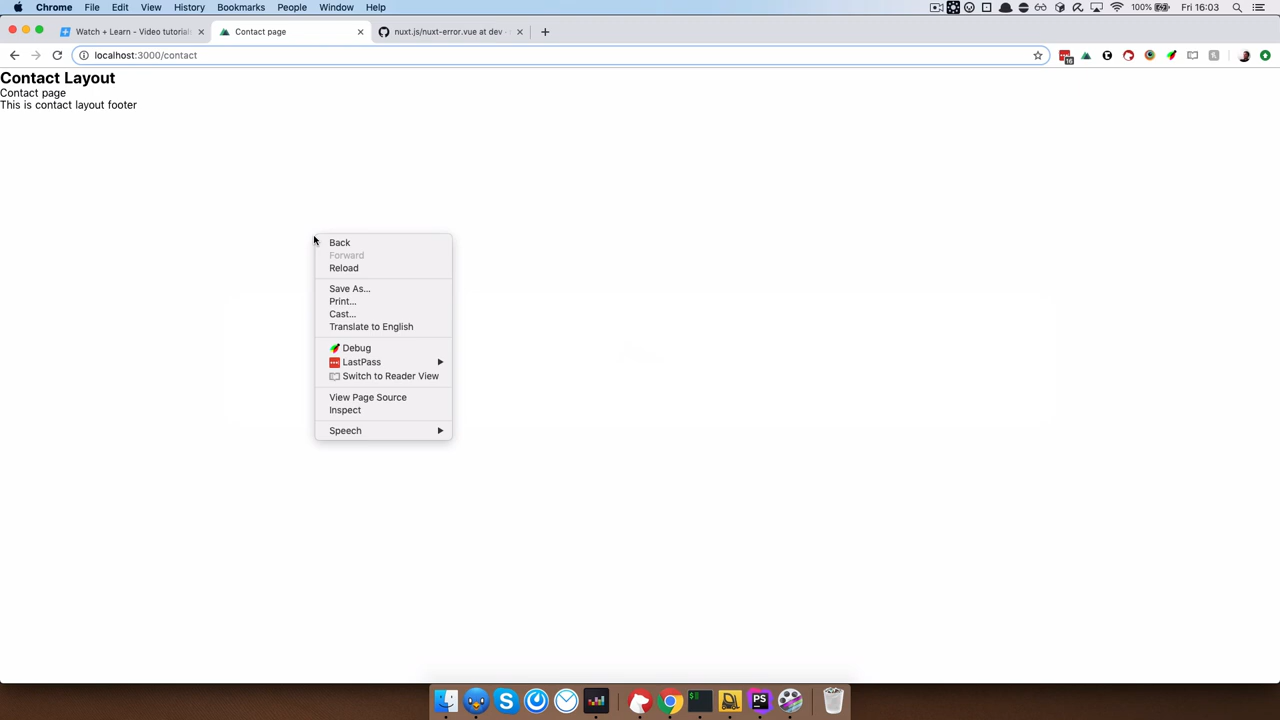 Chrome File Edit View History Bookmarks People Window Help 100% Fri 16:03
Watch + Learn - Video tutorials Contact page nuxt.js/nuxt-error.vue at dev ·
localhost:3000/contact 16
Contact Layout
Contact page
This is contact layout footer
Back
Forward
Reload
Save As...
Print...
Cast...
Translate to English
Debug
LastPass
Switch to Reader View
View Page Source
Inspect
Speech
PS